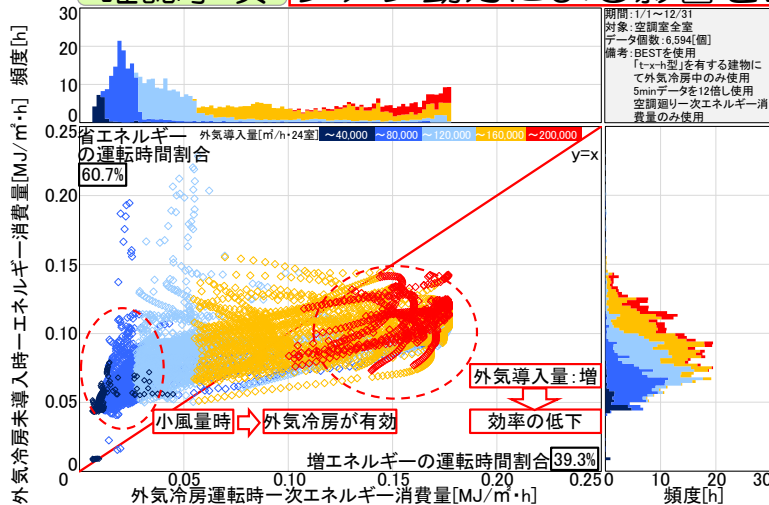 期間:1/1~12/31
対象:空調室全室
データ個数:6,594[個]
備考:BESTを使用
「t-x-h型」を有する建物に
て外気冷房中のみ使用
5minデータを12倍し使用
空調廻り一次エネルギー消
費量のみ使用
頻度[h]
30
20
10
0
外気冷房未導入時一エネルギー消費量[MJ/㎡・h]
0.25
0.20
0.15
0.10
0.05
0
省エネルギー
の運転時間割合
60.7%
外気導入量[㎡/h・24室]
~40,000
~80,000
~120,000
~160,000
~200,000
y=x
外気導入量:増
小風量時
外気冷房が有効
効率の低下
増エネルギーの運転時間割合 39.3%
0.05
0.10
0.15
0.20
0.25
外気冷房運転時一次エネルギー消費量[MJ/㎡・h]
0
10
20
30
頻度[h]